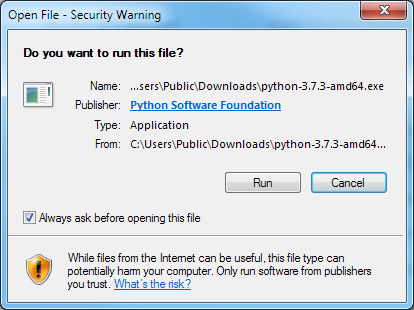 Open File - Security Warning
Do you want to run this file?
Name: ...sers\Public\Downloads\python-3.7.3-amd64.exe
Publisher: Python Software Foundation
Type: Application
From: C:\Users\Public\Downloads\python-3.7.3-amd64...
Run Cancel
Always ask before opening this file
While files from the Internet can be useful, this file type can
potentially harm your computer. Only run software from publishers
you trust. What's the risk?